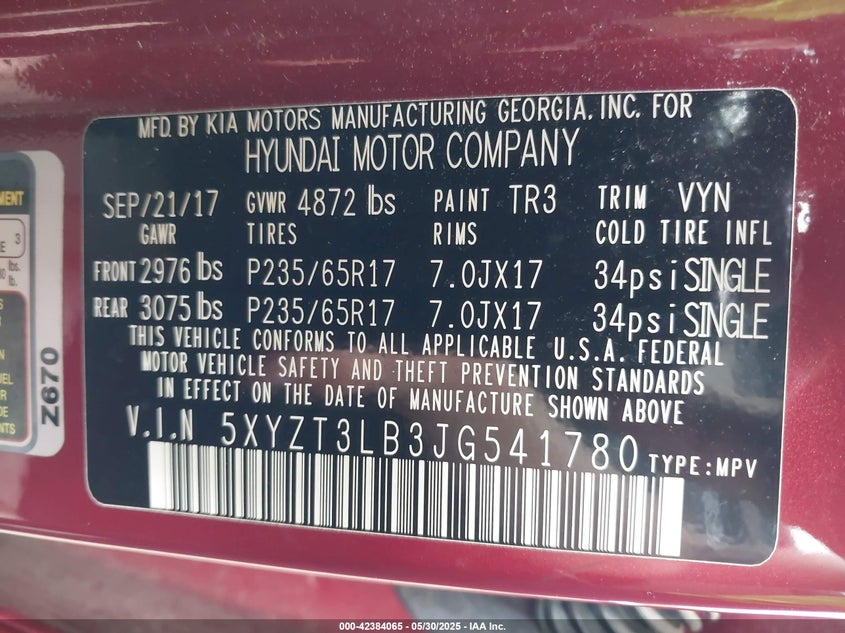 MFD. BY KIA MOTORS MANUFACTURING GEORGIA, INC. FOR
HYUNDAI MOTOR COMPANY
SEP/21/17 GVWR 4872 lbs PAINT TR3 TRIM VYN
GAWR TIRES RIMS COLD TIRE INFL
FRONT 2976 lbs P235/65R17 7.0JX17 34psi SINGLE
REAR 3075 lbs P235/65R17 7.0JX17 34psi SINGLE
THIS VEHICLE CONFORMS TO ALL APPLICABLE U.S.A. FEDERAL
MOTOR VEHICLE SAFETY AND THEFT PREVENTION STANDARDS
IN EFFECT ON THE DATE OF MANUFACTURE SHOWN ABOVE
V.I.N 5XYZT3LB3JG541780 TYPE:MPV
Z670
3
lbs.
000-42384065 - 05/30/2025 - IAA Inc.